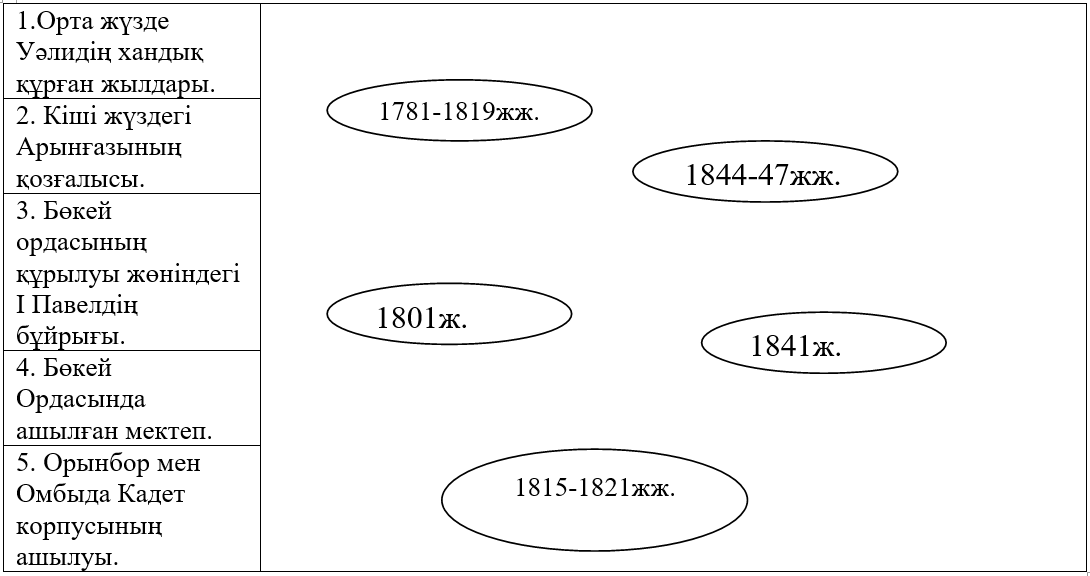 1.Орта жүзде
Уәлидің хандық
құрған жылдары.
2. Кіші жүздегі
Арынғазының
қозғалысы.
3. Бөкей
ордасының
құрылуы жөніндегі
І Павелдің
бұйрығы.
4. Бөкей
Ордасында
ашылған мектеп.
5. Орынбор мен
Омбыда Кадет
корпусының
ашылуы.
1781-1819жж.
1844-47жж.
1801ж.
1841ж.
1815-1821жж.